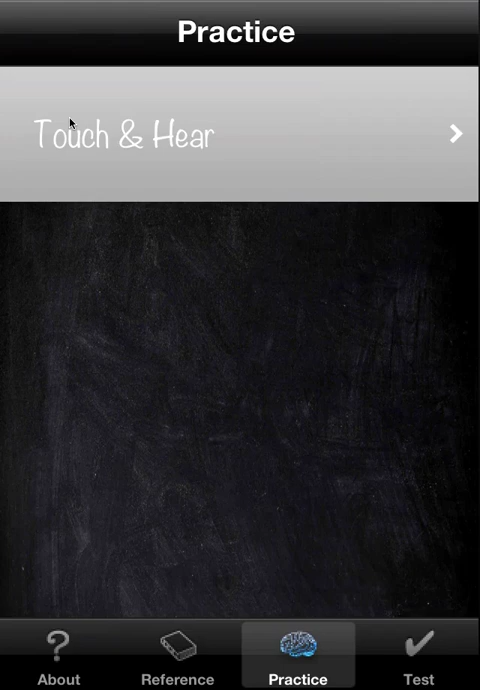 Practice
Touch & Hear
About
Reference
Practice
Test